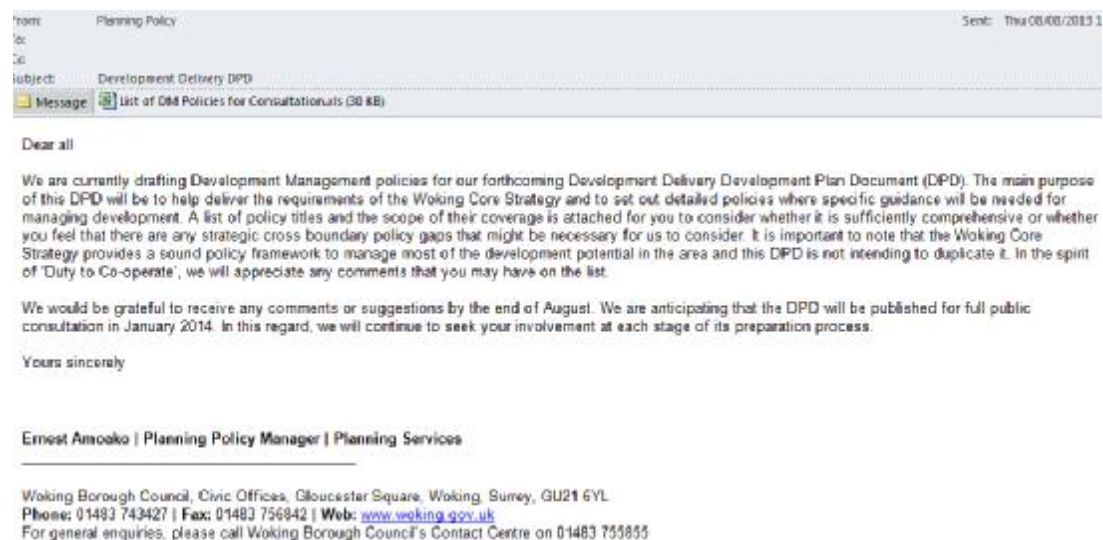 From: Planning Policy Sent: Thu 08/08/2013 1
To:
Cc:
Subject: Development Delivery DPD
Message List of DM Policies for Consultation.xls (30 KB)
Dear all
We are currently drafting Development Management policies for our forthcoming Development Delivery Development Plan Document (DPD). The main purpose
of this DPD will be to help deliver the requirements of the Woking Core Strategy and to set out detailed policies where specific guidance will be needed for
managing development. A list of policy titles and the scope of their coverage is attached for you to consider whether it is sufficiently comprehensive or whether
you feel that there are any strategic cross boundary policy gaps that might be necessary for us to consider. It is important to note that the Woking Core
Strategy provides a sound policy framework to manage most of the development potential in the area and this DPD is not intending to duplicate it. In the spirit
of 'Duty to Co-operate', we will appreciate any comments that you may have on the list.
We would be grateful to receive any comments or suggestions by the end of August. We are anticipating that the DPD will be published for full public
consultation in January 2014. In this regard, we will continue to seek your involvement at each stage of its preparation process.
Yours sincerely
Ernest Amoako | Planning Policy Manager | Planning Services
Woking Borough Council, Civic Offices, Gloucester Square, Woking, Surrey, GU21 6YL
Phone: 01483 743427 | Fax: 01483 756842 | Web: www.woking.gov.uk
For general enquiries, please call Woking Borough Council's Contact Centre on 01483 755855